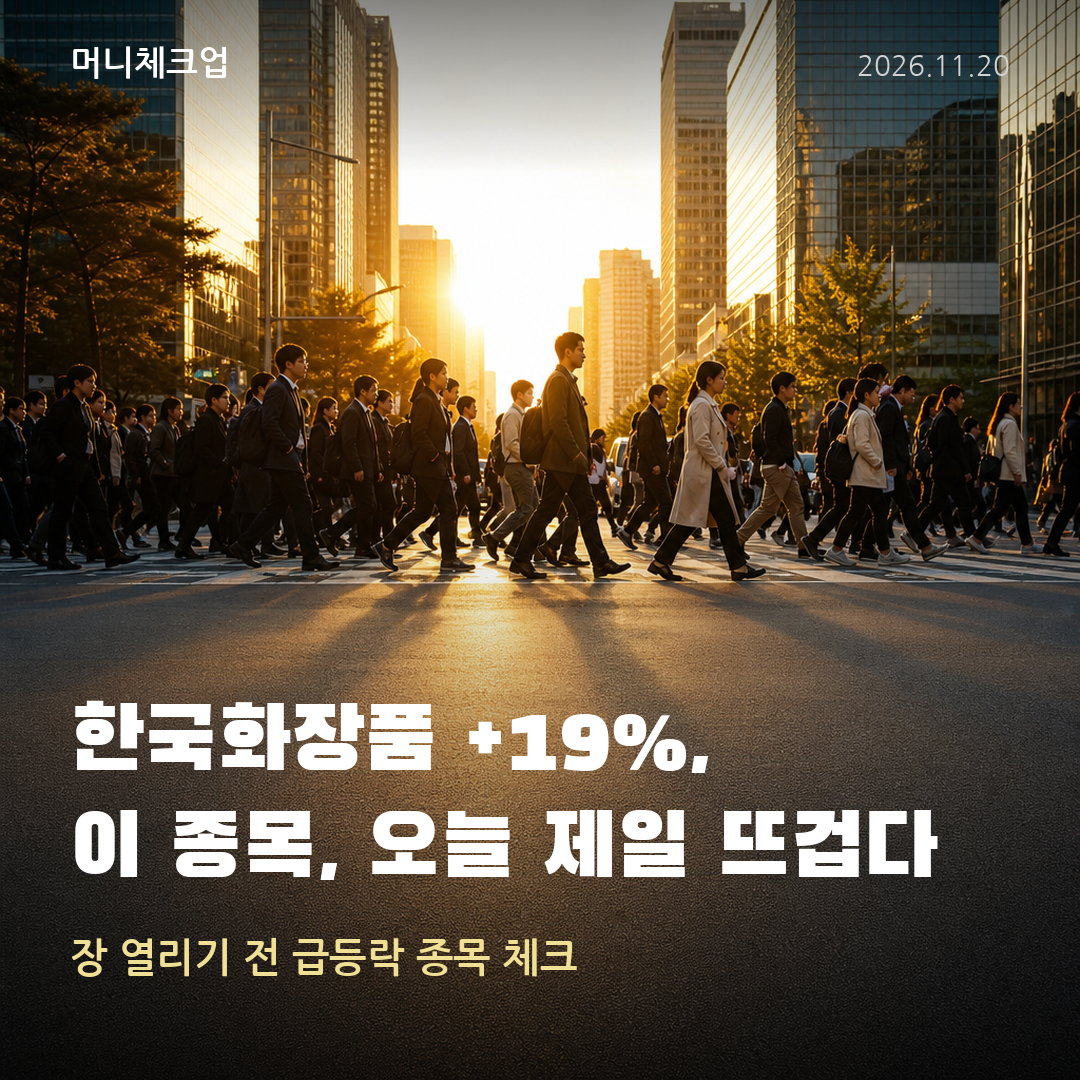 머니체크업
2026.11.20
한국화장품 +19%,
이 종목, 오늘 제일 뜨겁다
장 열리기 전 급등락 종목 체크